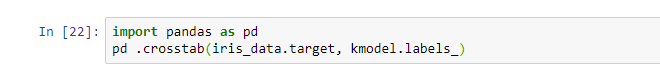 In [22]: import pandas as pd
pd .crosstab(iris_data.target, kmodel.labels_)